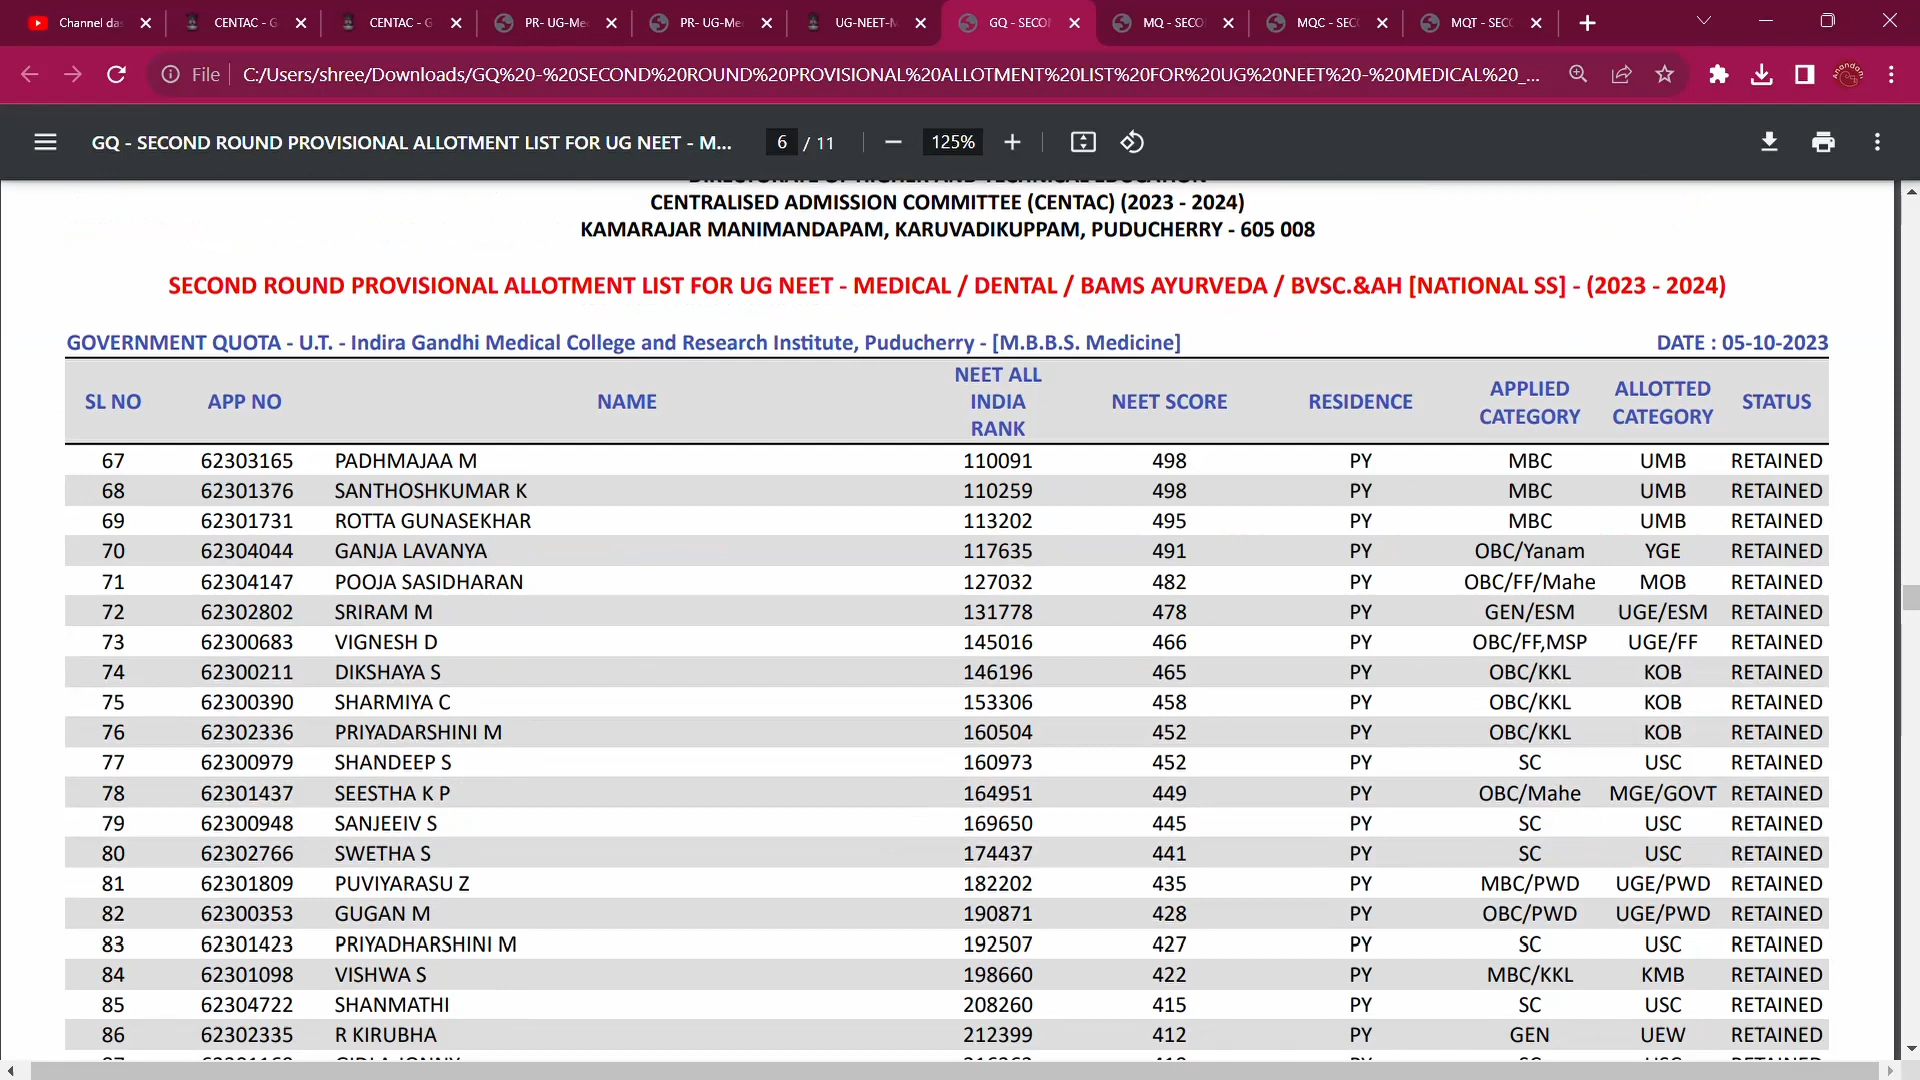 Channel da
CENTAC - G
CENTAC - G
PR- UG-Me
PR- UG-Me
UG-NEET-M
GQ - SECO
MQ - SECO
MQC - SEC
MQT - SEC
File
C:/Users/shree/Downloads/GQ%20-%20SECOND%20ROUND%20PROVISIONAL%20ALLOTMENT%20LIST%20FOR%20UG%20NEET%20-%20MEDICAL%20_...
GQ - SECOND ROUND PROVISIONAL ALLOTMENT LIST FOR UG NEET - M...
6 / 11
125%
DIRECTORATE OF HIGHER AND TECHNICAL EDUCATION
CENTRALISED ADMISSION COMMITTEE (CENTAC) (2023 - 2024)
KAMARAJAR MANIMANDAPAM, KARUVADIKUPPAM, PUDUCHERRY - 605 008
SECOND ROUND PROVISIONAL ALLOTMENT LIST FOR UG NEET - MEDICAL / DENTAL / BAMS AYURVEDA / BVSC.&AH [NATIONAL SS] - (2023 - 2024)
GOVERNMENT QUOTA - U.T. - Indira Gandhi Medical College and Research Institute, Puducherry - [M.B.B.S. Medicine] DATE : 05-10-2023
SL NO APP NO NAME NEET ALL INDIA RANK NEET SCORE RESIDENCE APPLIED CATEGORY ALLOTTED CATEGORY STATUS
67 62303165 PADHMAJAA M 110091 498 PY MBC UMB RETAINED
68 62301376 SANTHOSHKUMAR K 110259 498 PY MBC UMB RETAINED
69 62301731 ROTTA GUNASEKHAR 113202 495 PY MBC UMB RETAINED
70 62304044 GANJA LAVANYA 117635 491 PY OBC/Yanam YGE RETAINED
71 62304147 POOJA SASIDHARAN 127032 482 PY OBC/FF/Mahe MOB RETAINED
72 62302802 SRIRAM M 131778 478 PY GEN/ESM UGE/ESM RETAINED
73 62300683 VIGNESH D 145016 466 PY OBC/FF,MSP UGE/FF RETAINED
74 62300211 DIKSHAYA S 146196 465 PY OBC/KKL KOB RETAINED
75 62300390 SHARMIYA C 153306 458 PY OBC/KKL KOB RETAINED
76 62302336 PRIYADARSHINI M 160504 452 PY OBC/KKL KOB RETAINED
77 62300979 SHANDEEP S 160973 452 PY SC USC RETAINED
78 62301437 SEESTHA K P 164951 449 PY OBC/Mahe MGE/GOVT RETAINED
79 62300948 SANJEEIV S 169650 445 PY SC USC RETAINED
80 62302766 SWETHA S 174437 441 PY SC USC RETAINED
81 62301809 PUVIYARASU Z 182202 435 PY MBC/PWD UGE/PWD RETAINED
82 62300353 GUGAN M 190871 428 PY OBC/PWD UGE/PWD RETAINED
83 62301423 PRIYADHARSHINI M 192507 427 PY SC USC RETAINED
84 62301098 VISHWA S 198660 422 PY MBC/KKL KMB RETAINED
85 62304722 SHANMATHI 208260 415 PY SC USC RETAINED
86 62302335 R KIRUBHA 212399 412 PY GEN UEW RETAINED